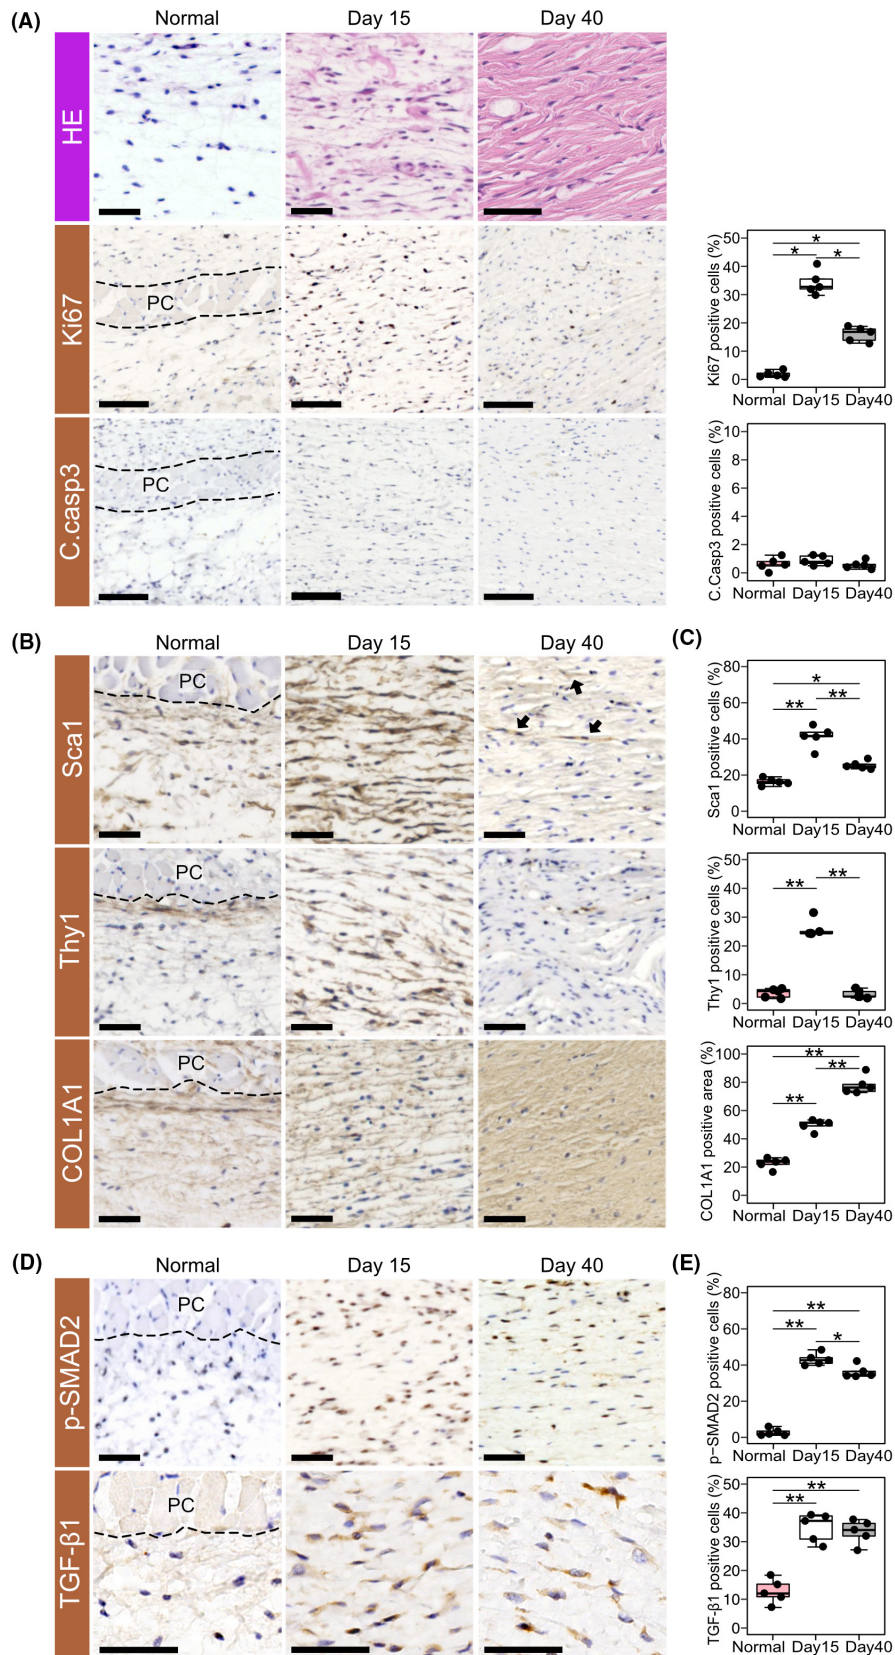 (A)
Normal
Day 15
Day 40
HE
Ki67
PC
C.casp3
PC
Ki67 positive cells (%)
50
40
30
20
10
0
*
*
*
Normal
Day15
Day40
C.Casp3 positive cells (%)
10
8
6
4
2
0
Normal
Day15
Day40
(B)
Normal
Day 15
Day 40
Sca1
PC
Thy1
PC
COL1A1
PC
(C)
Sca1 positive cells (%)
80
60
40
20
0
*
**
**
Normal
Day15
Day40
Thy1 positive cells (%)
50
40
30
20
10
0
**
**
Normal
Day15
Day40
COL1A1 positive area (%)
100
80
60
40
20
0
**
**
**
Normal
Day15
Day40
(D)
Normal
Day 15
Day 40
p-SMAD2
PC
TGF-β1
PC
(E)
p−SMAD2 positive cells (%)
80
60
40
20
0
**
**
*
Normal
Day15
Day40
TGF-β1 positive cells (%)
50
40
30
20
10
0
**
**
Normal
Day15
Day40